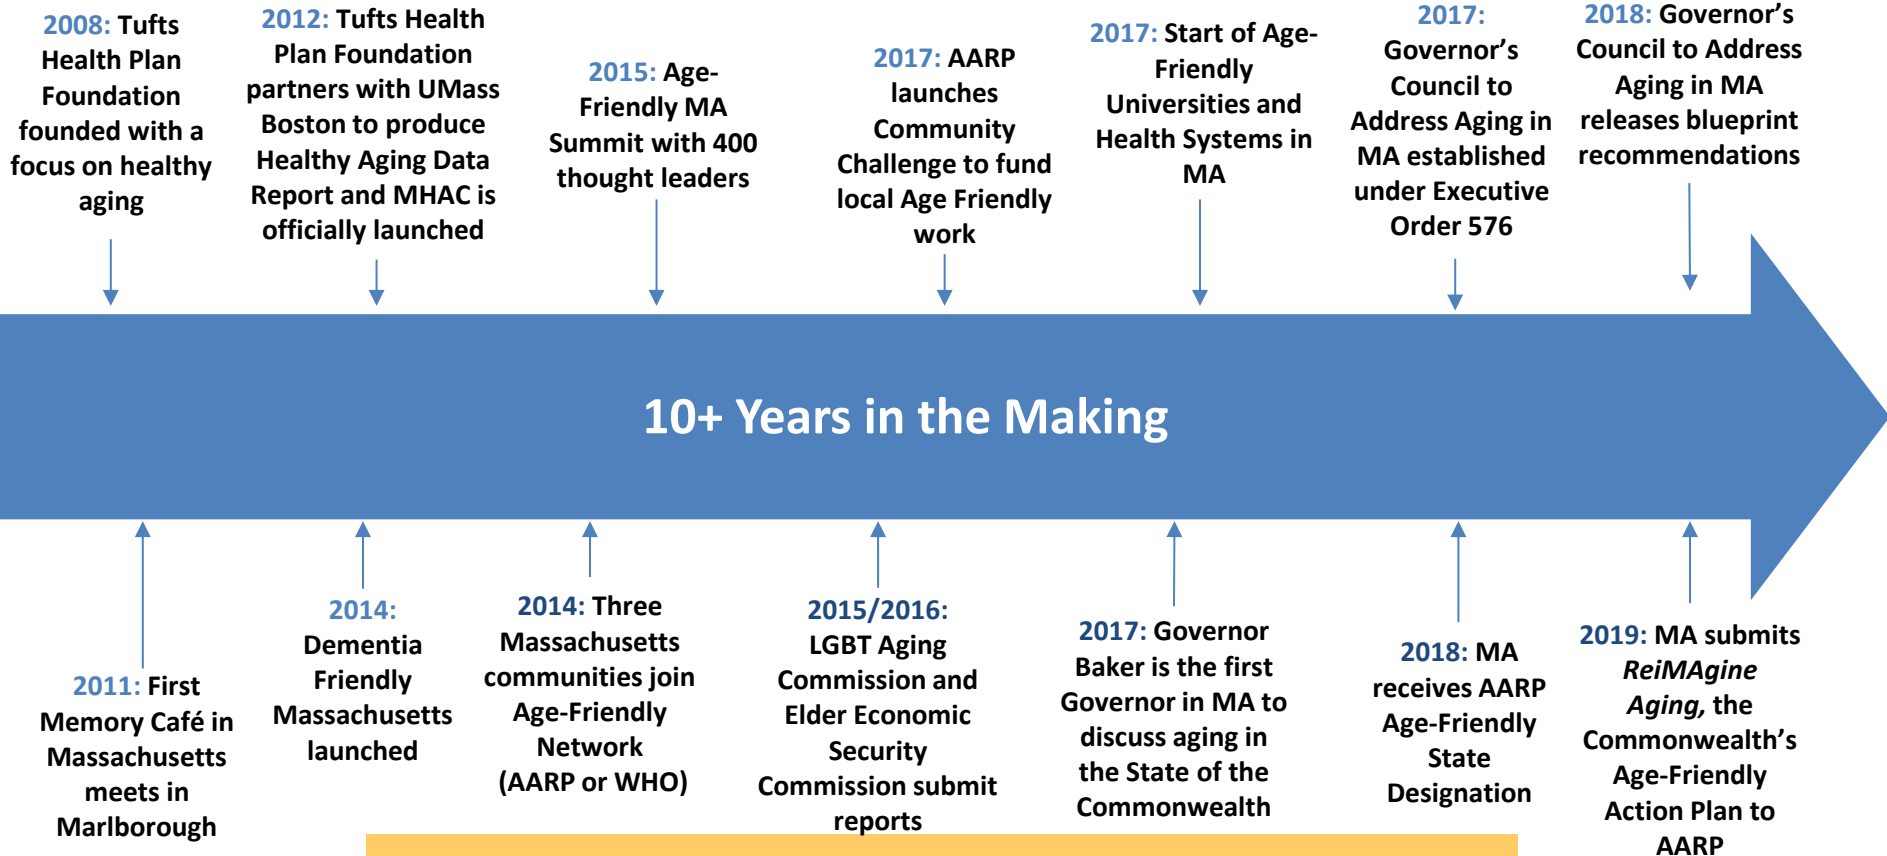 2008: Tufts
Health Plan
Foundation
founded with a
focus on healthy
aging
2012: Tufts Health
Plan Foundation
partners with UMass
Boston to produce
Healthy Aging Data
Report and MHAC is
officially launched
2015: Age-
Friendly MA
Summit with 400
thought leaders
2017: AARP
launches
Community
Challenge to fund
local Age Friendly
work
2017: Start of Age-
Friendly
Universities and
Health Systems in
MA
2017:
Governor's
Council to
Address Aging in
MA established
under Executive
Order 576
2018: Governor's
Council to Address
Aging in MA
releases blueprint
recommendations
10+ Years in the Making
2011: First
Memory Café in
Massachusetts
meets in
Marlborough
2014:
Dementia
Friendly
Massachusetts
launched
2014: Three
Massachusetts
communities join
Age-Friendly
Network
(AARP or WHO)
2015/2016:
LGBT Aging
Commission and
Elder Economic
Security
Commission submit
reports
2017: Governor
Baker is the first
Governor in MA to
discuss aging in
the State of the
Commonwealth
2018: MA
receives AARP
Age-Friendly
State
Designation
2019: MA submits
ReiMAgine
Aging, the
Commonwealth's
Age-Friendly
Action Plan to
AARP